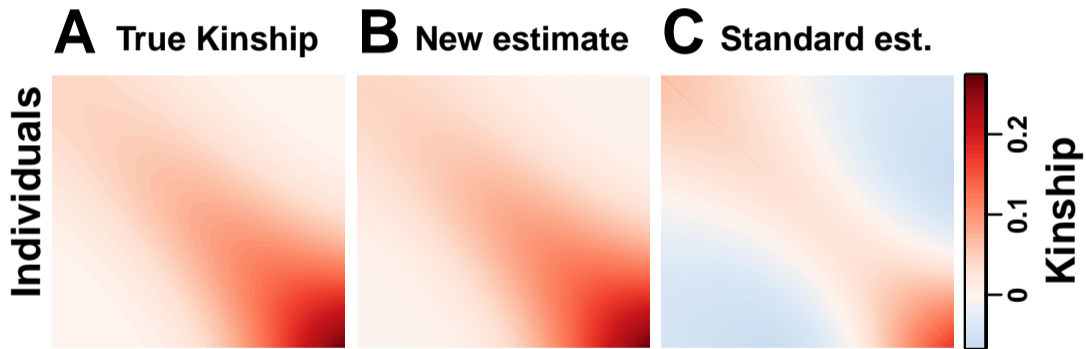 A True Kinship
B New estimate
C Standard est.
Individuals
0.2
0.1
0
Kinship